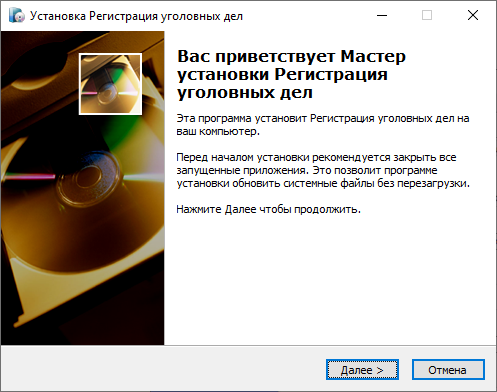 Установка Регистрация уголовных дел
Вас приветствует Мастер
установки Регистрация
уголовных дел
Эта программа установит Регистрация уголовных дел на
ваш компьютер.
Перед началом установки рекомендуется закрыть все
запущенные приложения. Это позволит программе
установки обновить системные файлы без перезагрузки.
Нажмите Далее чтобы продолжить.
Далее >
Отмена